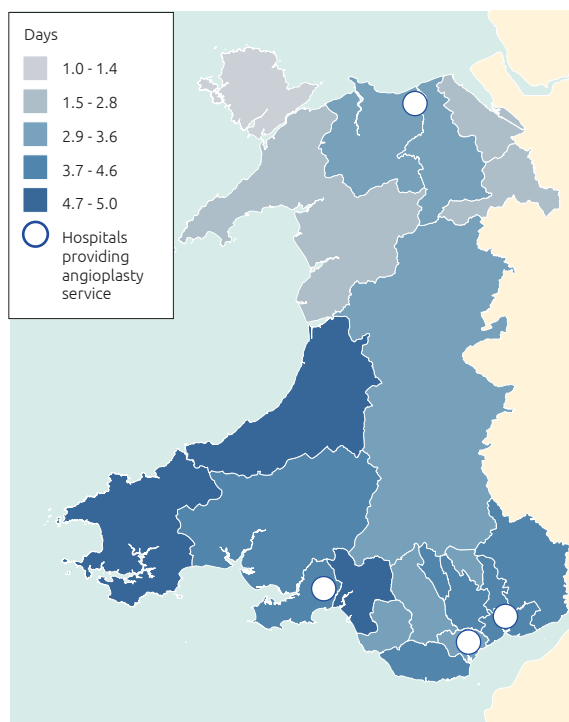 Days
1.0 - 1.4
1.5 - 2.8
2.9 - 3.6
3.7 - 4.6
4.7 - 5.0
Hospitals
providing
angioplasty
service